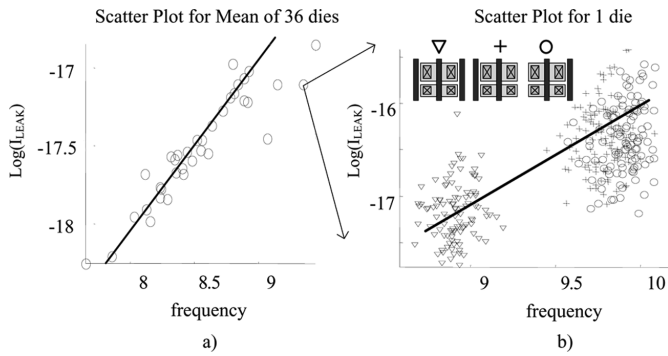 Scatter Plot for Mean of 36 dies
Scatter Plot for 1 die
-17
-17.5
-18
Log(I_LEAK)
8
8.5
9
frequency
a)
-16
-17
Log(I_LEAK)
9
9.5
10
frequency
b)